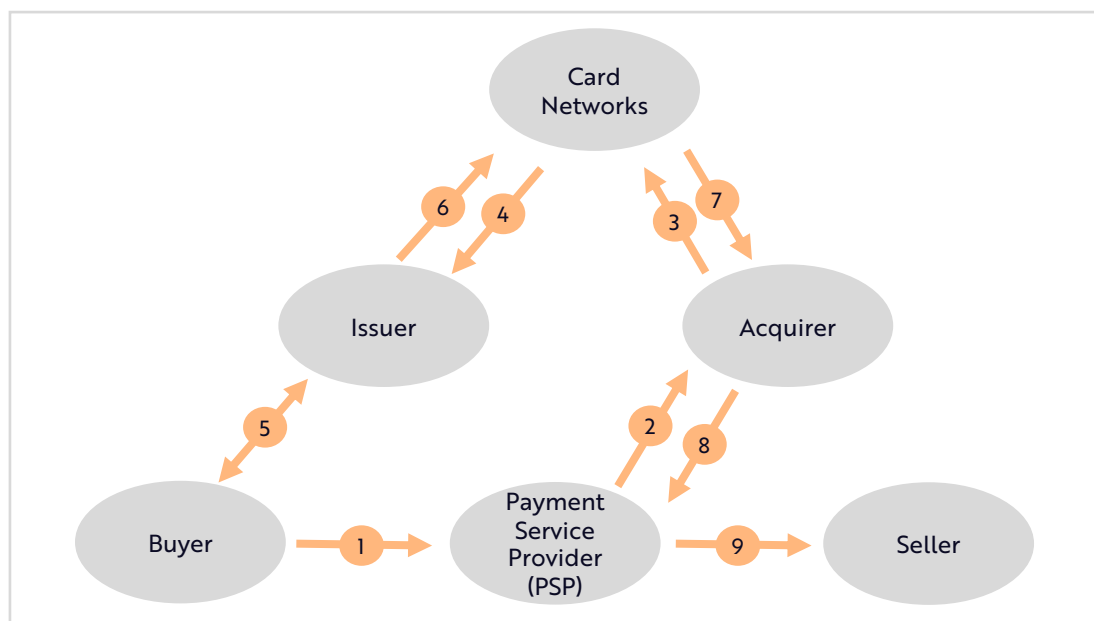 Card
Networks
6
4
3
7
Issuer
Acquirer
5
2
8
Buyer
1
Payment
Service
Provider
(PSP)
9
Seller